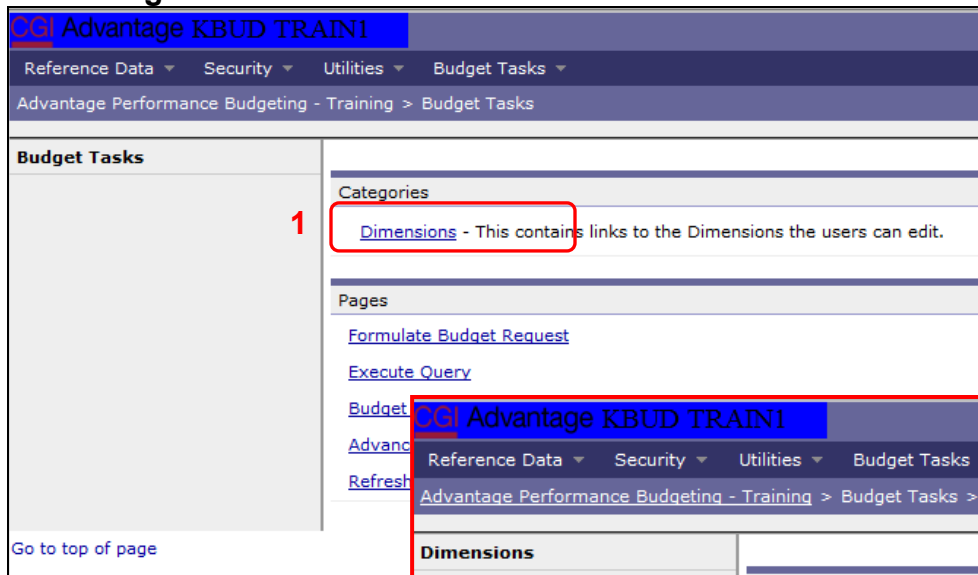 CGI Advantage KBUD TRAIN1
Reference Data Security Utilities Budget Tasks
Advantage Performance Budgeting - Training > Budget Tasks
Budget Tasks
Categories
1
Dimensions - This contains links to the Dimensions the users can edit.
Pages
Formulate Budget Request
Execute Query
Budget
Advanc
Refresh
Go to top of page
CGI Advantage KBUD TRAIN1
Reference Data Security Utilities Budget Tasks
Advantage Performance Budgeting - Training > Budget Tasks >
Dimensions